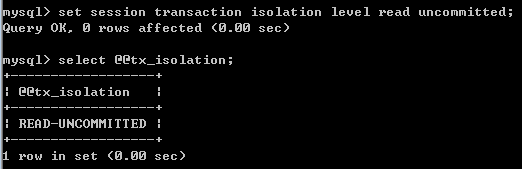 mysql> set session transaction isolation level read uncommitted;
Query OK, 0 rows affected (0.00 sec)
mysql> select @@tx_isolation;
+------------------+
| @@tx_isolation   |
+------------------+
| READ-UNCOMMITTED |
+------------------+
1 row in set (0.00 sec)